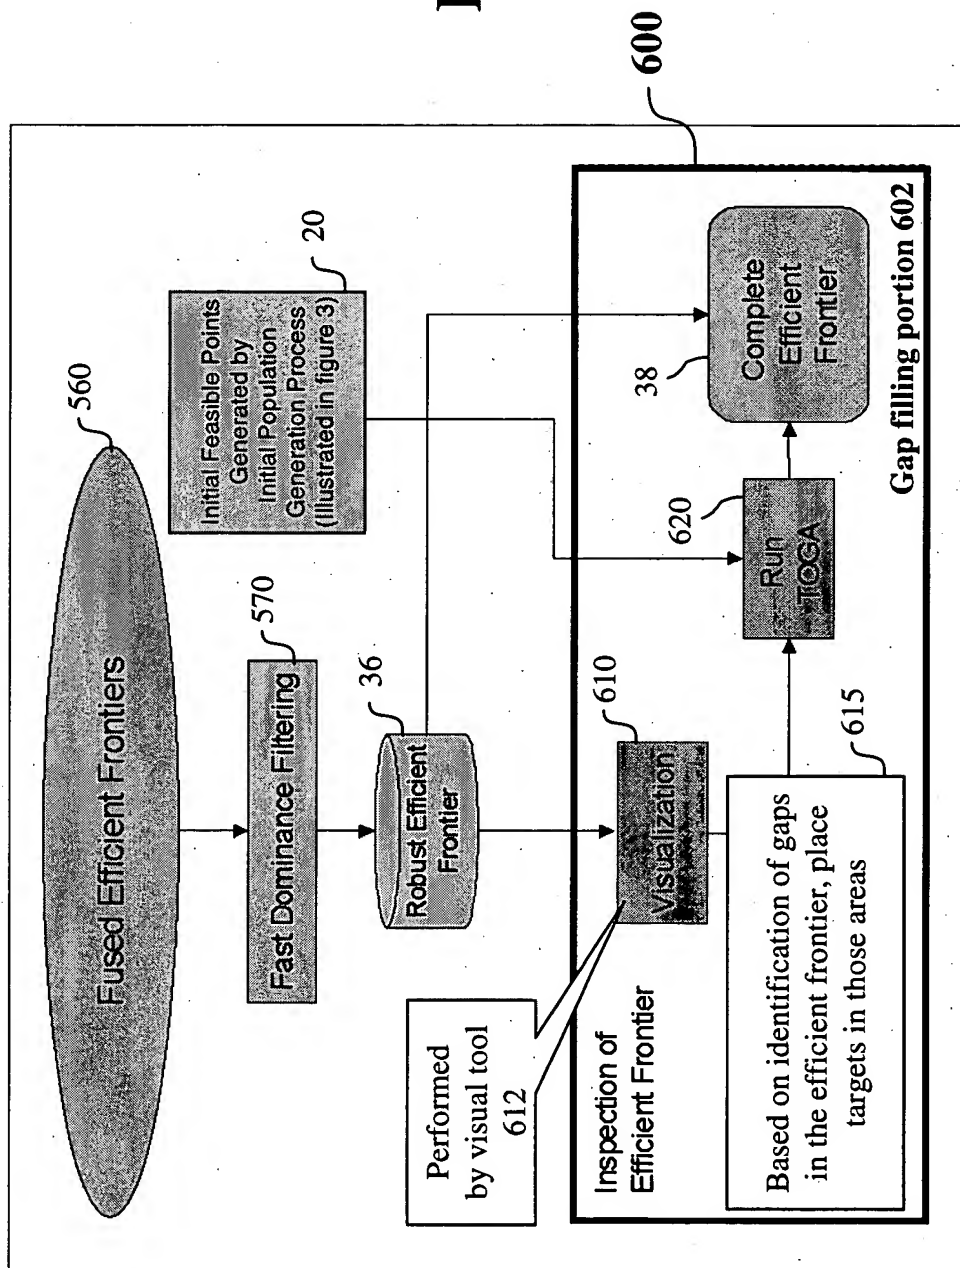 Fused Efficient Frontiers
560
Fast Dominance Filtering
570
Initial Feasible Points
Generated by
Initial Population
Generation Process
(Illustrated in figure 3)
20
Robust Efficient
Frontier
36
600
Performed
by visual tool
612
Inspection of
Efficient Frontier
Visualization
610
Based on identification of gaps
in the efficient frontier, place
targets in those areas
615
Run
TOGA
620
Complete
Efficient
Frontier
38
Gap filling portion 602